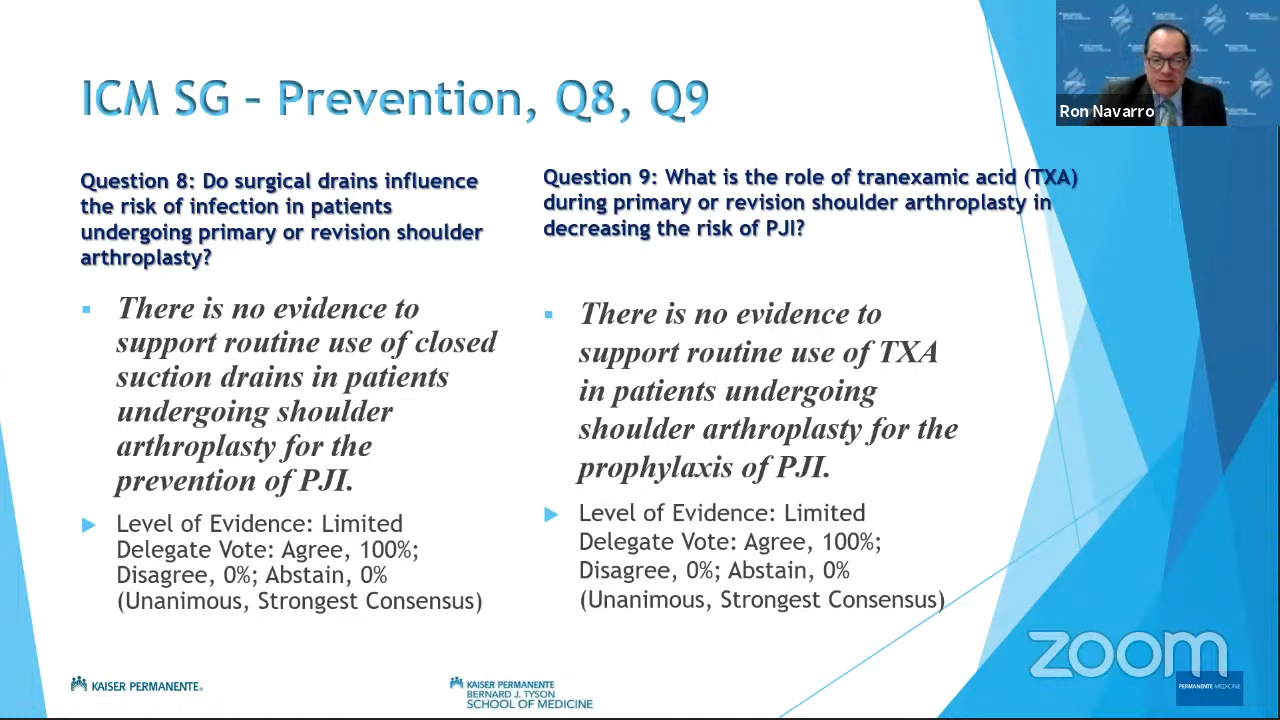 ICM SG – Prevention, Q8, Q9
Ron Navarro
Question 8: Do surgical drains influence
the risk of infection in patients
undergoing primary or revision shoulder
arthroplasty?
There is no evidence to
support routine use of closed
suction drains in patients
undergoing shoulder
arthroplasty for the
prevention of PJI.
Level of Evidence: Limited
Delegate Vote: Agree, 100%;
Disagree, 0%; Abstain, 0%
(Unanimous, Strongest Consensus)
Question 9: What is the role of tranexamic acid (TXA)
during primary or revision shoulder arthroplasty in
decreasing the risk of PJI?
There is no evidence to
support routine use of TXA
in patients undergoing
shoulder arthroplasty for the
prophylaxis of PJI.
Level of Evidence: Limited
Delegate Vote: Agree, 100%;
Disagree, 0%; Abstain, 0%
(Unanimous, Strongest Consensus)
KAISER PERMANENTE®
KAISER PERMANENTE
BERNARD J. TYSON
SCHOOL OF MEDICINE
zoom
PERMANENTE MEDICINE